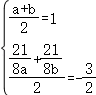 { (a+b)/2 = 1
(21/8a + 21/8b)/2 = -3/2